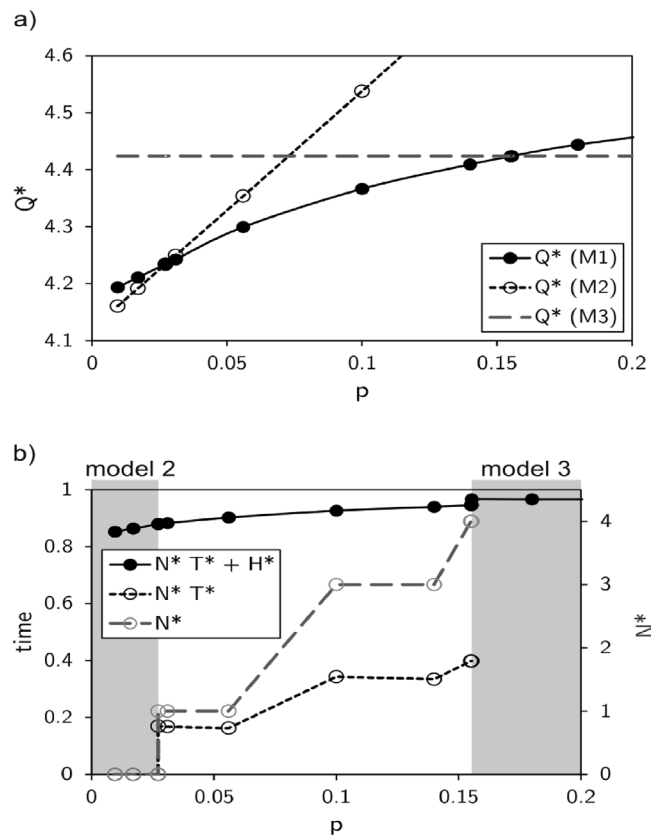 a)
4.6
4.5
4.4
4.3
4.2
4.1
Q*
Q* (M1)
Q* (M2)
Q* (M3)
0
0.05
0.1
0.15
0.2
p
b)
model 2
model 3
1
0.8
0.6
0.4
0.2
0
time
N* T* + H*
N* T*
N*
4
3
2
1
0
N*
0
0.05
0.1
0.15
0.2
p